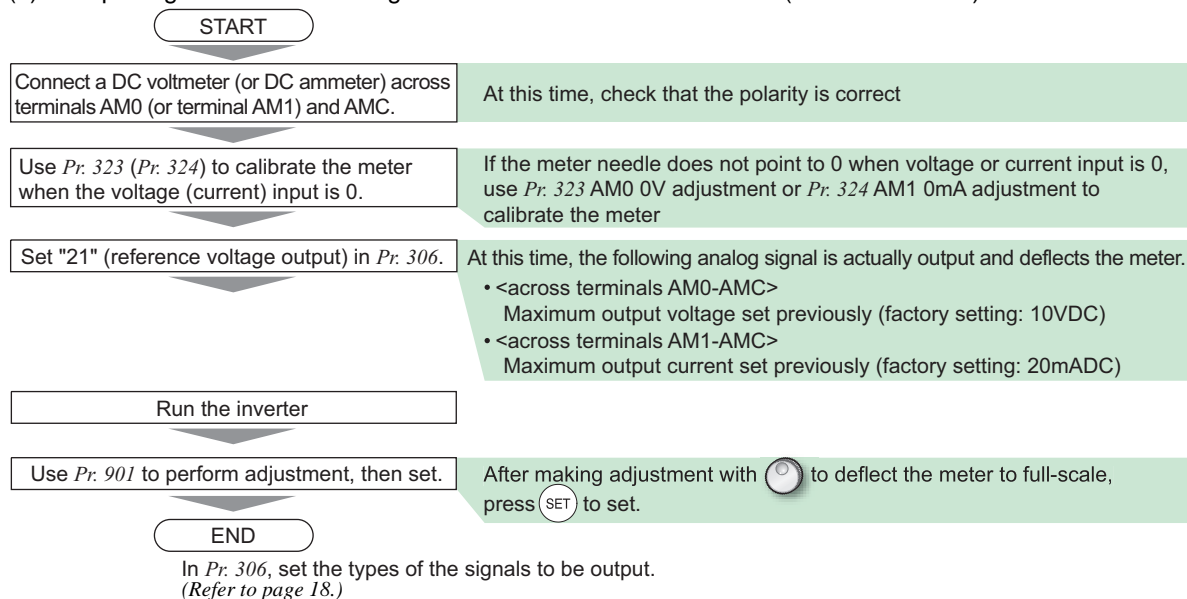 START
Connect a DC voltmeter (or DC ammeter) across
terminals AM0 (or terminal AM1) and AMC.
At this time, check that the polarity is correct
Use Pr. 323 (Pr. 324) to calibrate the meter
when the voltage (current) input is 0.
If the meter needle does not point to 0 when voltage or current input is 0,
use Pr. 323 AM0 0V adjustment or Pr. 324 AM1 0mA adjustment to
calibrate the meter
Set "21" (reference voltage output) in Pr. 306.
At this time, the following analog signal is actually output and deflects the meter.
• <across terminals AM0-AMC>
Maximum output voltage set previously (factory setting: 10VDC)
• <across terminals AM1-AMC>
Maximum output current set previously (factory setting: 20mADC)
Run the inverter
Use Pr. 901 to perform adjustment, then set.
After making adjustment with to deflect the meter to full-scale,
press SET to set.
END
In Pr. 306, set the types of the signals to be output.
(Refer to page 18.)